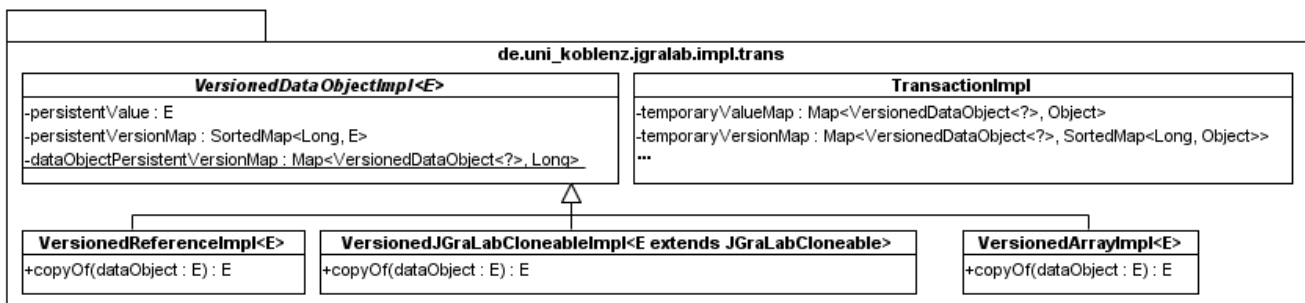 de.uni_koblenz.jgralab.impl.trans
VersionedDataObjectImpl<E>
-persistentValue : E
-persistentVersionMap : SortedMap<Long, E>
-dataObjectPersistentVersionMap : Map<VersionedDataObject<?>, Long>
TransactionImpl
-temporaryValueMap : Map<VersionedDataObject<?>, Object>
-temporaryVersionMap : Map<VersionedDataObject<?>, SortedMap<Long, Object>>
...
VersionedReferenceImpl<E>
+copyOf(dataObject : E) : E
VersionedJGraLabCloneableImpl<E extends JGraLabCloneable>
+copyOf(dataObject : E) : E
VersionedArrayImpl<E>
+copyOf(dataObject : E) : E